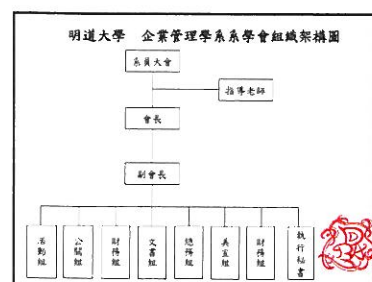 明道大學 企業管理學系系學會組織架構圖
系員大會
指導老師
會長
副會長
活動組
公關組
財務組
文書組
總務組
美宣組
財務組
執行秘書